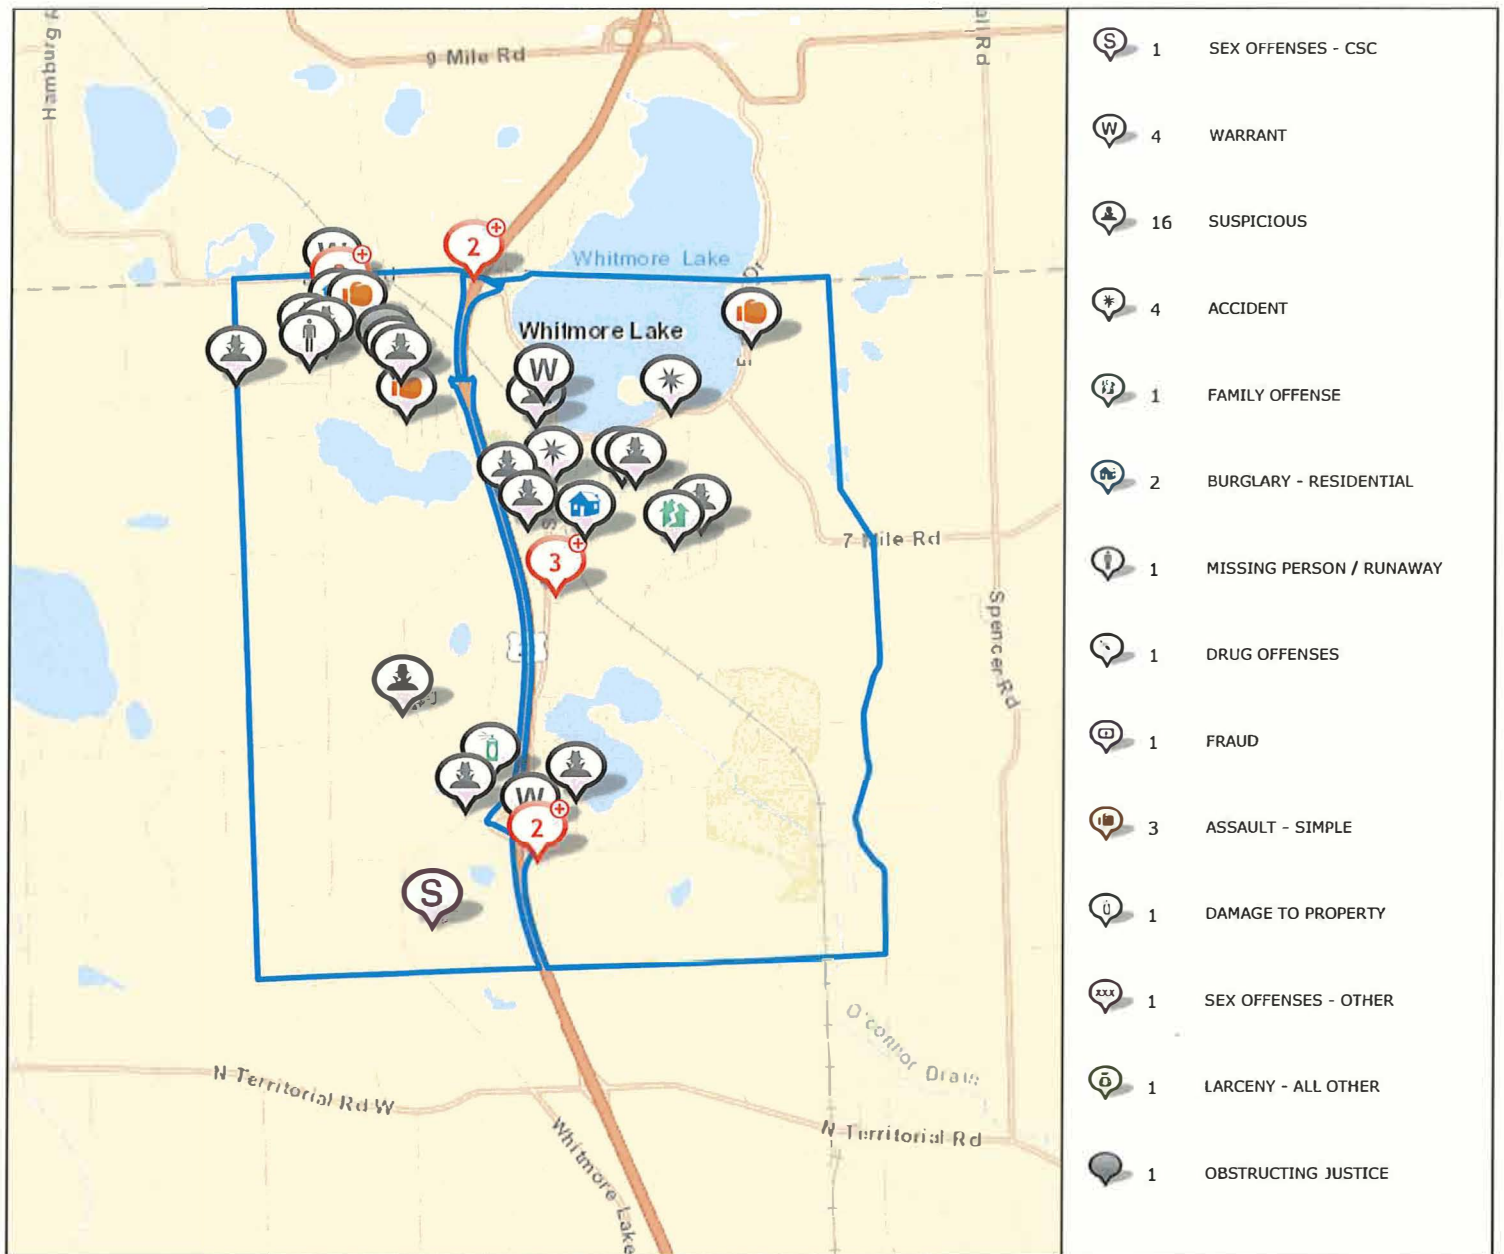 Hamburg R
9 Mile Rd
all Rd
2
Whitmore Lake
Whitmore Lake
W
7 Mile Rd
3
Spencer Rd
W
2
S
O'connor Drain
N Territorial Rd W
N Territorial Rd
Whitmore Lake
S 1 SEX OFFENSES - CSC
W 4 WARRANT
16 SUSPICIOUS
4 ACCIDENT
1 FAMILY OFFENSE
2 BURGLARY - RESIDENTIAL
1 MISSING PERSON / RUNAWAY
1 DRUG OFFENSES
1 FRAUD
3 ASSAULT - SIMPLE
1 DAMAGE TO PROPERTY
XXX 1 SEX OFFENSES - OTHER
1 LARCENY - ALL OTHER
1 OBSTRUCTING JUSTICE